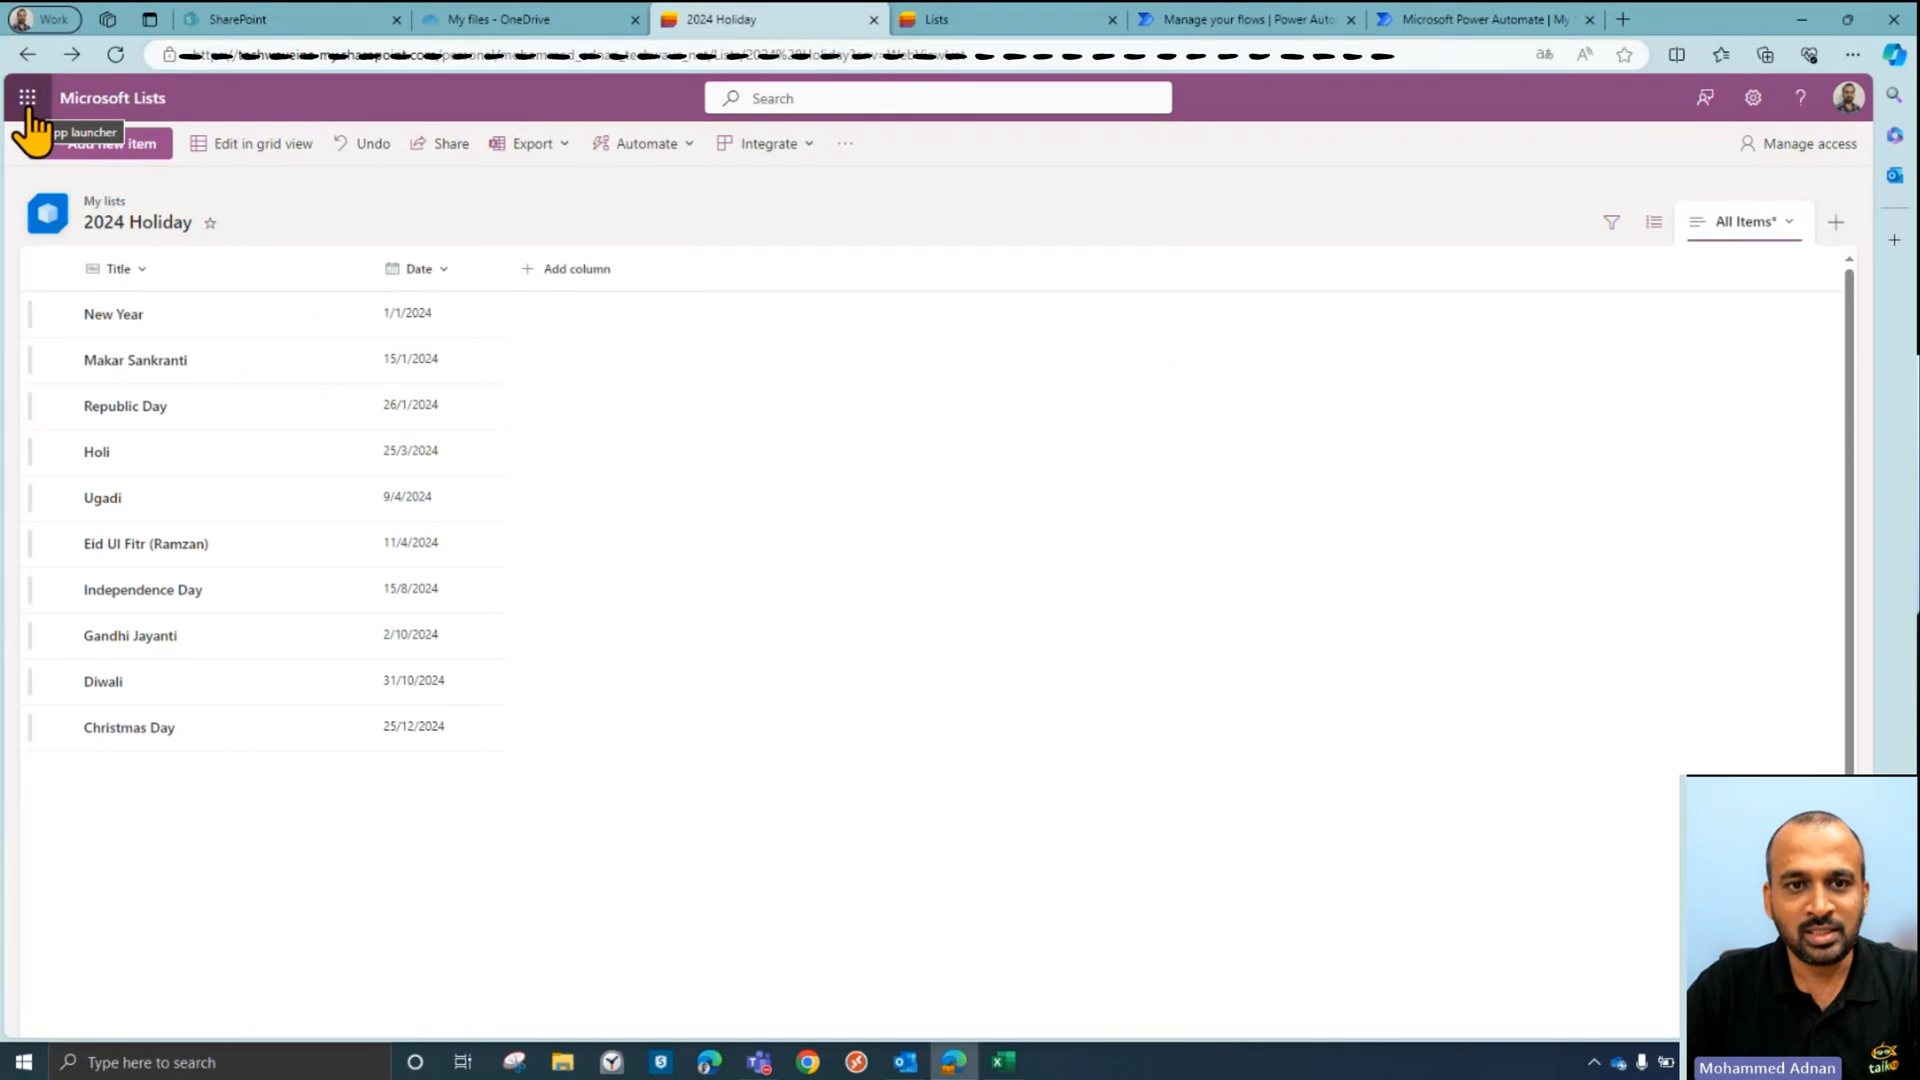 Work
SharePoint
My files - OneDrive
2024 Holiday
Lists
Manage your flows | Power Auto
Microsoft Power Automate | My
Microsoft Lists
Search
pp launcher
Add new item
Edit in grid view
Undo
Share
Export
Automate
Integrate
Manage access
My lists
2024 Holiday
All Items*
Title
Date
Add column
New Year 1/1/2024
Makar Sankranti 15/1/2024
Republic Day 26/1/2024
Holi 25/3/2024
Ugadi 9/4/2024
Eid Ul Fitr (Ramzan) 11/4/2024
Independence Day 15/8/2024
Gandhi Jayanti 2/10/2024
Diwali 31/10/2024
Christmas Day 25/12/2024
Type here to search
Mohammed Adnan
taiko